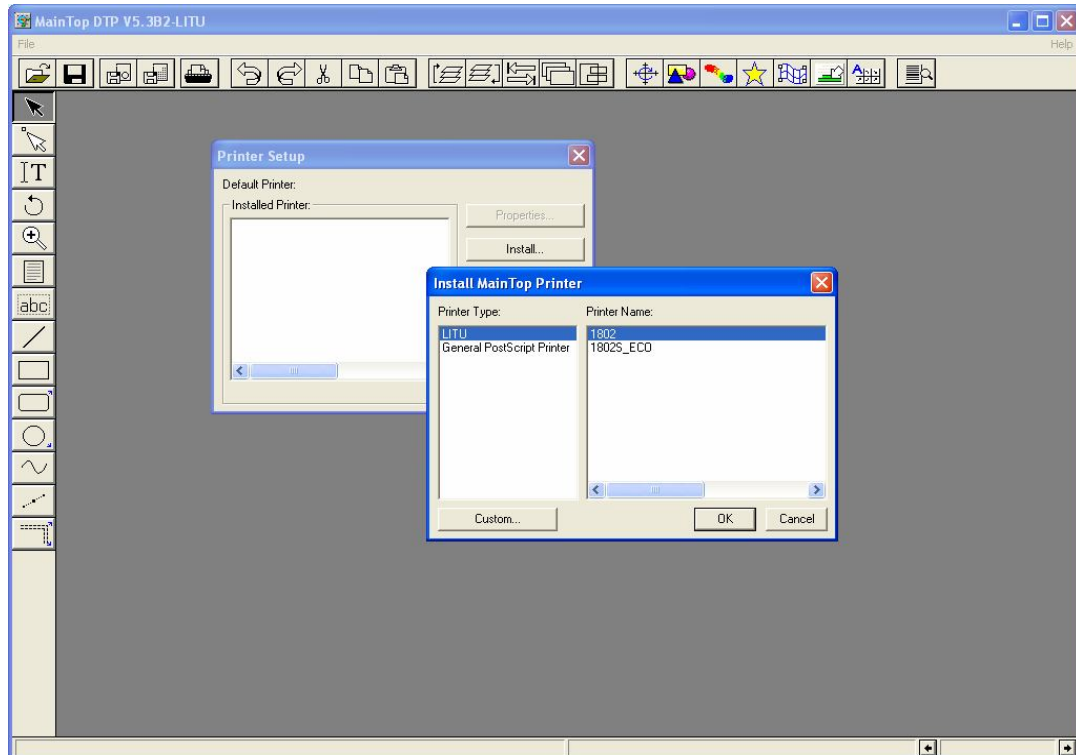 MainTop DTP V5.3B2-LITU
File Help
T
abc
A
Printer Setup
Default Printer:
Installed Printer:
Properties...
Install...
Install MainTop Printer
Printer Type: Printer Name:
LITU 1802
General PostScript Printer 1802S_ECO
Custom... OK Cancel